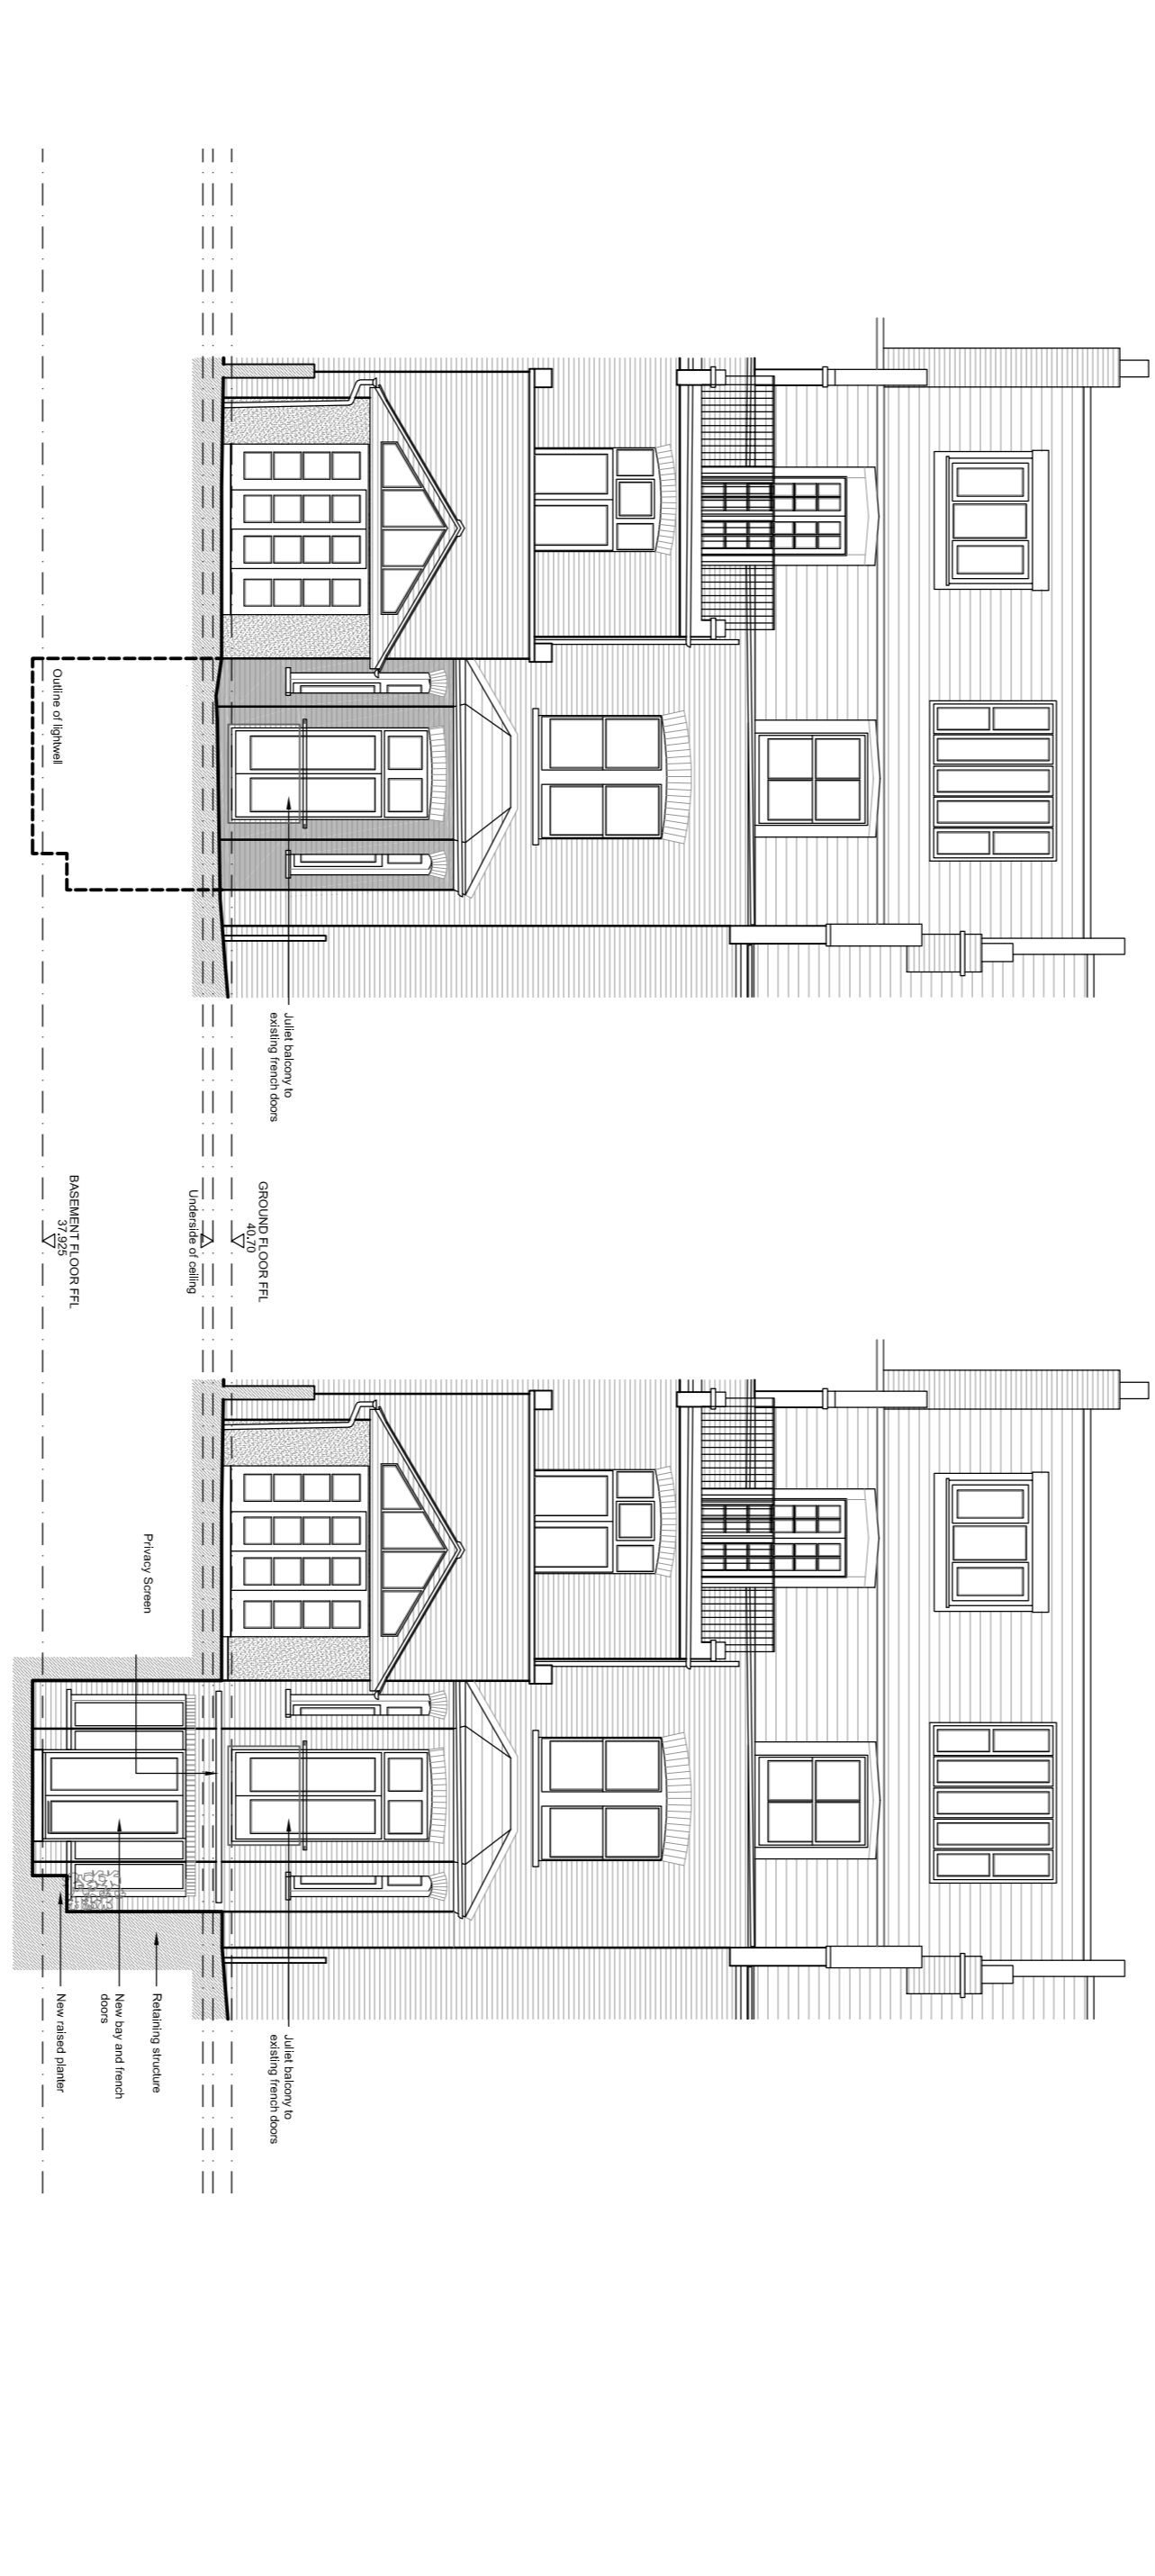 Juliet balcony to
existing french doors
Outline of lightwell
GROUND FLOOR FFL
40.70
Underside of ceiling
BASEMENT FLOOR FFL
37.925
Privacy Screen
Juliet balcony to
existing french doors
Retaining structure
New bay and french
doors
New raised planter